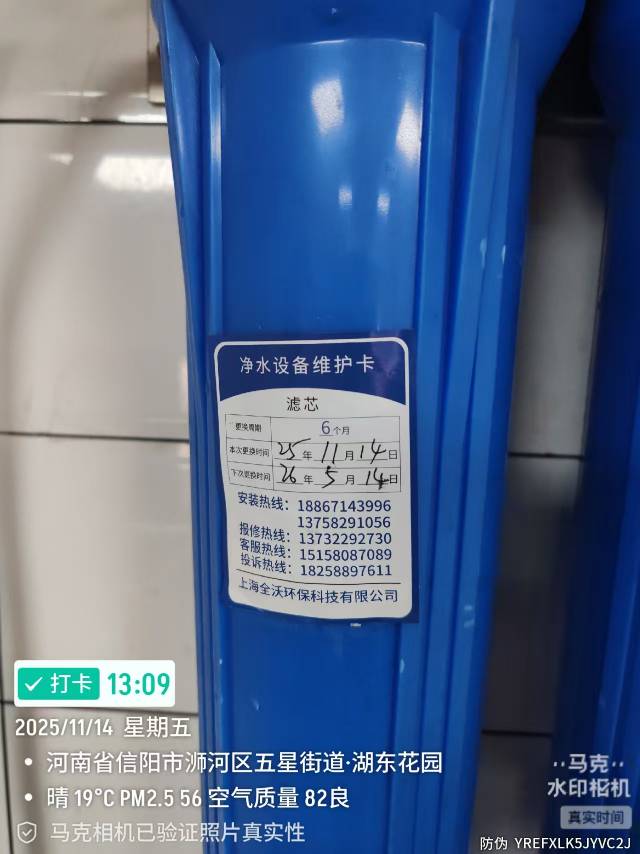 净水设备维护卡
滤芯
更换周期 6个月
本次更换时间 25年11月14日
下次更换时间 26年5月14日
安装热线：18867143996
13758291056
报修热线：13732292730
客服热线：15158087089
投诉热线：18258897611
上海全沃环保科技有限公司
打卡 13:09
2025/11/14 星期五
河南省信阳市浉河区五星街道·湖东花园
晴 19°C PM2.5 56 空气质量 82良
马克相机已验证照片真实性
马克
水印相机
真实时间
防伪 YREFXLK5JYVC2J